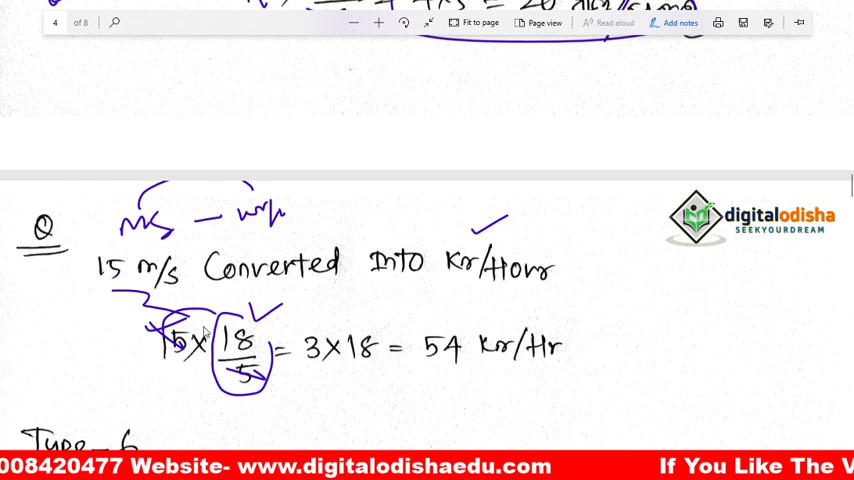 4 of 8 Fit to page Page view Read aloud Add notes
digitalodisha
SEEKYOURDREAM
Q
15 m/s Converted Into Km/Hour
15 x 18/5 = 3 x 18 = 54 Km/Hr
Type - 6
008420477 Website- www.digitalodishaedu.com If You Like The V